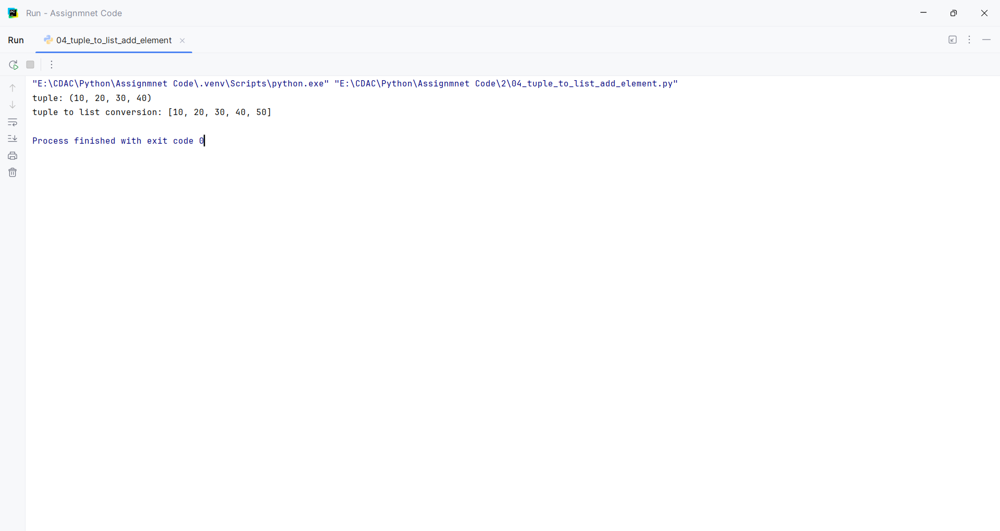 Run - Assignmnet Code
Run 04_tuple_to_list_add_element
"E:\CDAC\Python\Assignmnet Code\.venv\Scripts\python.exe" "E:\CDAC\Python\Assignmnet Code\2\04_tuple_to_list_add_element.py"
tuple: (10, 20, 30, 40)
tuple to list conversion: [10, 20, 30, 40, 50]
Process finished with exit code 0